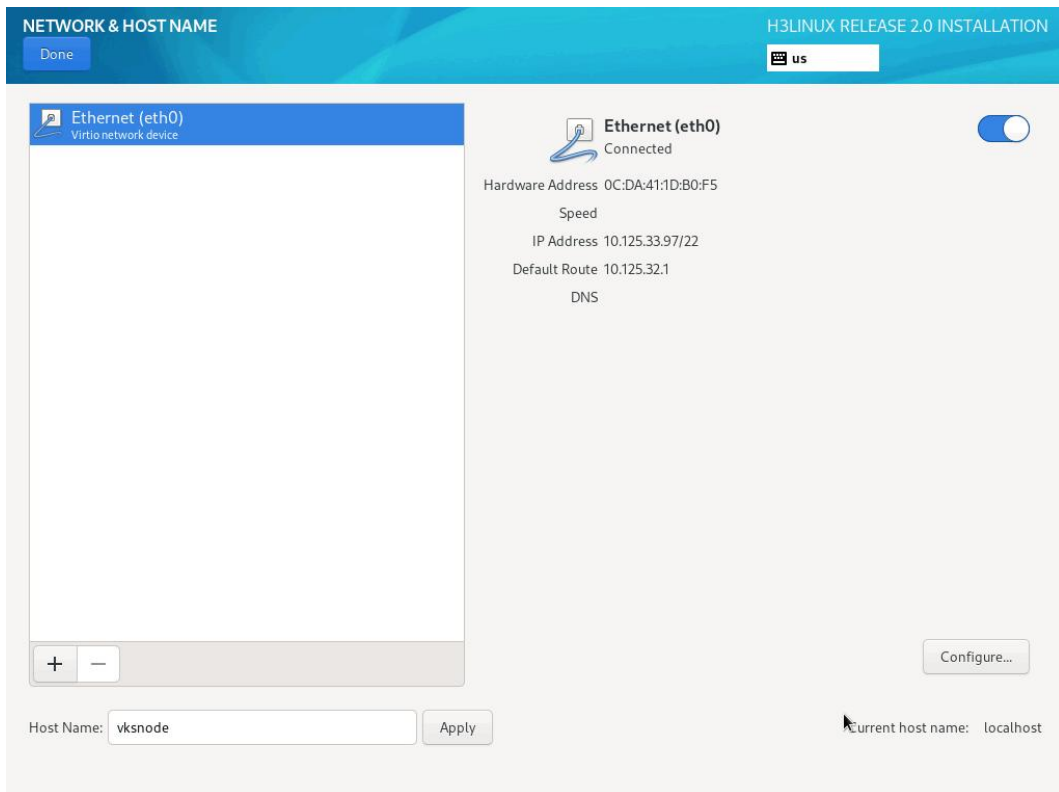 NETWORK & HOST NAME
H3LINUX RELEASE 2.0 INSTALLATION
Done
us
Ethernet (eth0)
Virtio network device
Ethernet (eth0)
Connected
Hardware Address 0C:DA:41:1D:B0:F5
Speed
IP Address 10.125.33.97/22
Default Route 10.125.32.1
DNS
+ −
Configure...
Host Name: vksnode Apply Current host name: localhost